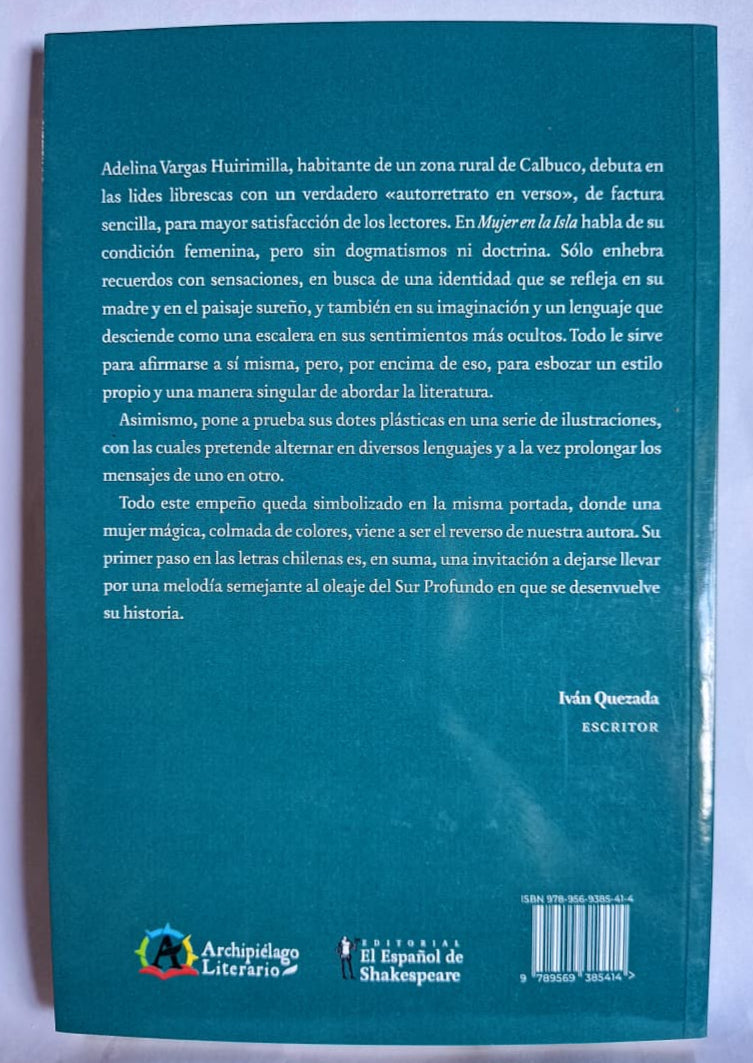 Adelina Vargas Huirimilla, habitante de un zona rural de Calbuco, debuta en
las lides librescas con un verdadero «autorretrato en verso», de factura
sencilla, para mayor satisfacción de los lectores. En Mujer en la Isla habla de su
condición femenina, pero sin dogmatismos ni doctrina. Sólo enhebra
recuerdos con sensaciones, en busca de una identidad que se refleja en su
madre y en el paisaje sureño, y también en su imaginación y un lenguaje que
desciende como una escalera en sus sentimientos más ocultos. Todo le sirve
para afirmarse a sí misma, pero, por encima de eso, para esbozar un estilo
propio y una manera singular de abordar la literatura.
Asimismo, pone a prueba sus dotes plásticas en una serie de ilustraciones,
con las cuales pretende alternar en diversos lenguajes y a la vez prolongar los
mensajes de uno en otro.
Todo este empeño queda simbolizado en la misma portada, donde una
mujer mágica, colmada de colores, viene a ser el reverso de nuestra autora. Su
primer paso en las letras chilenas es, en suma, una invitación a dejarse llevar
por una melodía semejante al oleaje del Sur Profundo en que se desenvuelve
su historia.
Iván Quezada
ESCRITOR
Archipiélago
Literario
EDITORIAL
El Español de
Shakespeare
ISBN 978-956-9385-41-4
9 789569 385414 >